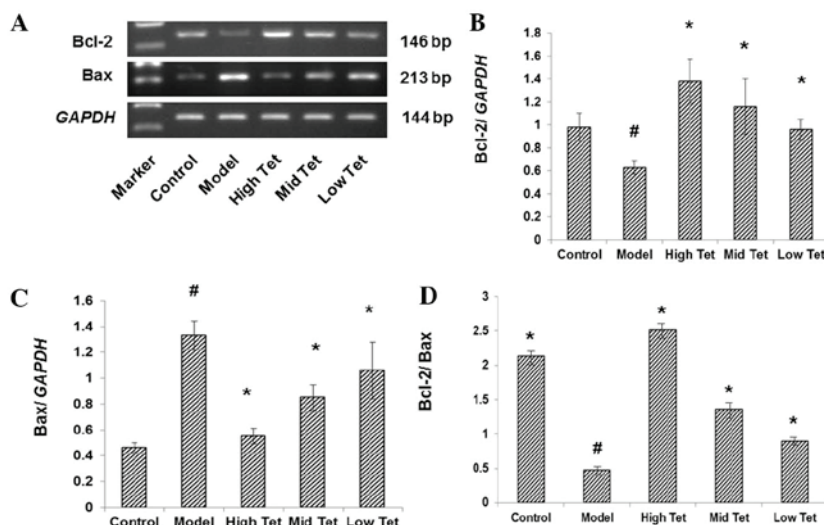 A
Bcl-2
146 bp
Bax
213 bp
GAPDH
144 bp
Marker
Control
Model
High Tet
Mid Tet
Low Tet
B
Bcl-2/ GAPDH
1.8
1.6
1.4
1.2
1
0.8
0.6
0.4
0.2
0
#
*
*
*
Control Model High Tet Mid Tet Low Tet
C
Bax/ GAPDH
1.6
1.4
1.2
1
0.8
0.6
0.4
0.2
0
#
*
*
*
Control Model High Tet Mid Tet Low Tet
D
Bcl-2/ Bax
3
2.5
2
1.5
1
0.5
0
*
#
*
*
*
Control Model High Tet Mid Tet Low Tet